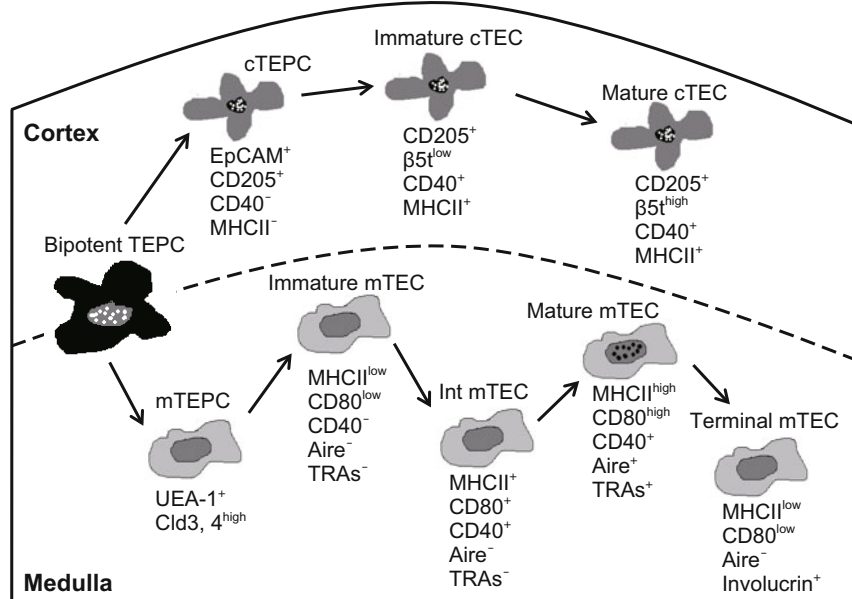 Cortex
cTEPC
EpCAM⁺
CD205⁺
CD40⁻
MHCII⁻
Immature cTEC
CD205⁺
β5tˡᵒʷ
CD40⁺
MHCII⁺
Mature cTEC
CD205⁺
β5tʰⁱᵍʰ
CD40⁺
MHCII⁺
Bipotent TEPC
mTEPC
UEA-1⁺
Cld3, 4ʰⁱᵍʰ
Immature mTEC
MHCIIˡᵒʷ
CD80ˡᵒʷ
CD40⁻
Aire⁻
TRAs⁻
Int mTEC
MHCII⁺
CD80⁺
CD40⁺
Aire⁻
TRAs⁻
Mature mTEC
MHCIIʰⁱᵍʰ
CD80ʰⁱᵍʰ
CD40⁺
Aire⁺
TRAs⁺
Terminal mTEC
MHCIIˡᵒʷ
CD80ˡᵒʷ
Aire⁻
Involucrin⁺
Medulla